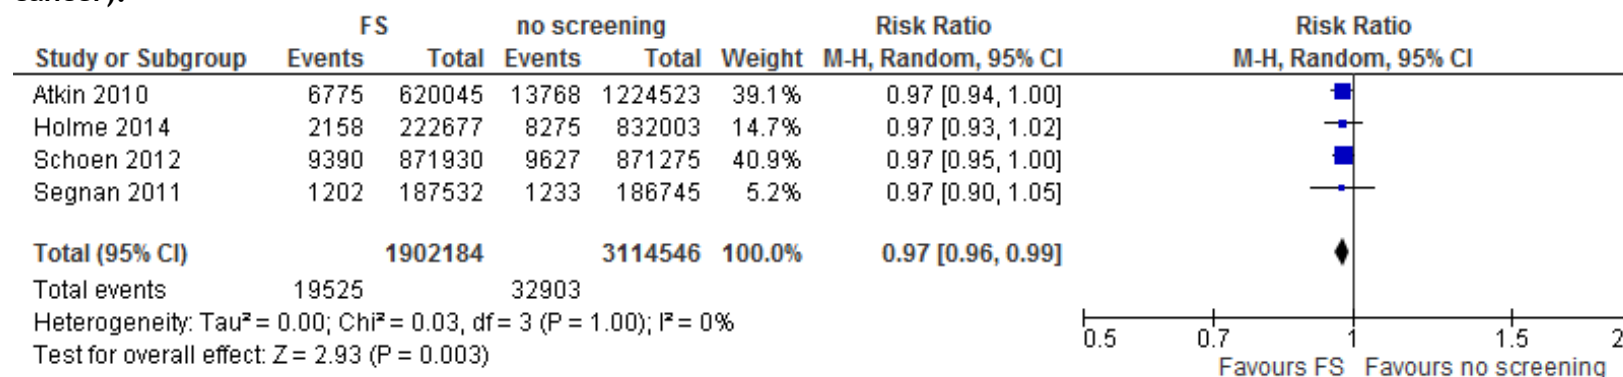 cancer).
FS no screening Risk Ratio Risk Ratio
Study or Subgroup Events Total Events Total Weight M-H, Random, 95% CI M-H, Random, 95% CI
Atkin 2010 6775 620045 13768 1224523 39.1% 0.97 [0.94, 1.00]
Holme 2014 2158 222677 8275 832003 14.7% 0.97 [0.93, 1.02]
Schoen 2012 9390 871930 9627 871275 40.9% 0.97 [0.95, 1.00]
Segnan 2011 1202 187532 1233 186745 5.2% 0.97 [0.90, 1.05]
Total (95% CI) 1902184 3114546 100.0% 0.97 [0.96, 0.99]
Total events 19525 32903
Heterogeneity: Tau² = 0.00; Chi² = 0.03, df = 3 (P = 1.00); I² = 0%
Test for overall effect: Z = 2.93 (P = 0.003)
0.5 0.7 1 1.5 2
Favours FS Favours no screening